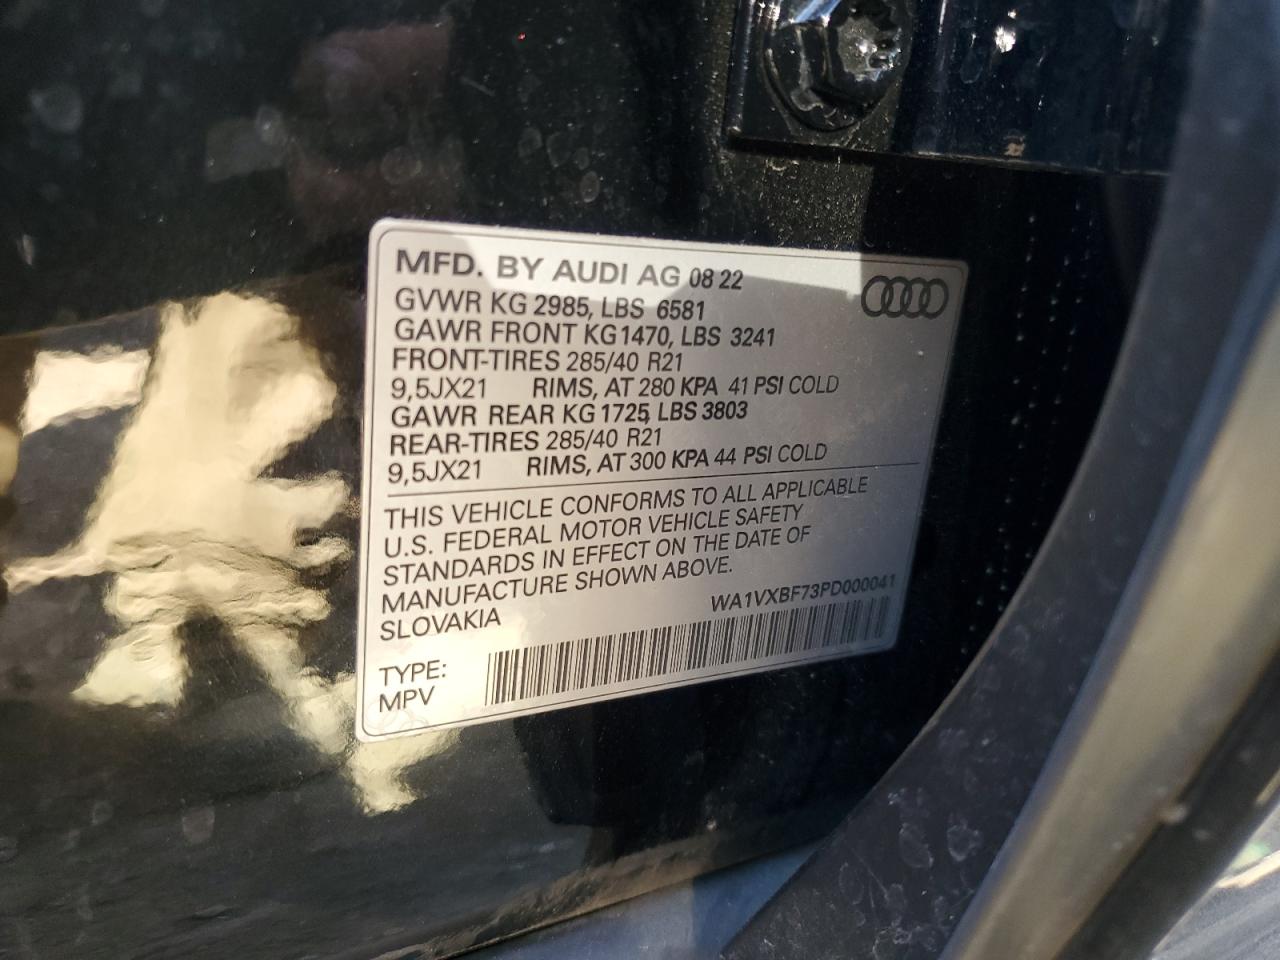 MFD. BY AUDI AG 08 22
GVWR KG 2985, LBS 6581
GAWR FRONT KG1470, LBS 3241
FRONT-TIRES 285/40 R21
9,5JX21 RIMS, AT 280 KPA 41 PSI COLD
GAWR REAR KG 1725, LBS 3803
REAR-TIRES 285/40 R21
9,5JX21 RIMS, AT 300 KPA 44 PSI COLD
THIS VEHICLE CONFORMS TO ALL APPLICABLE
U.S. FEDERAL MOTOR VEHICLE SAFETY
STANDARDS IN EFFECT ON THE DATE OF
MANUFACTURE SHOWN ABOVE.
SLOVAKIA
WA1VXBF73PD000041
TYPE:
MPV